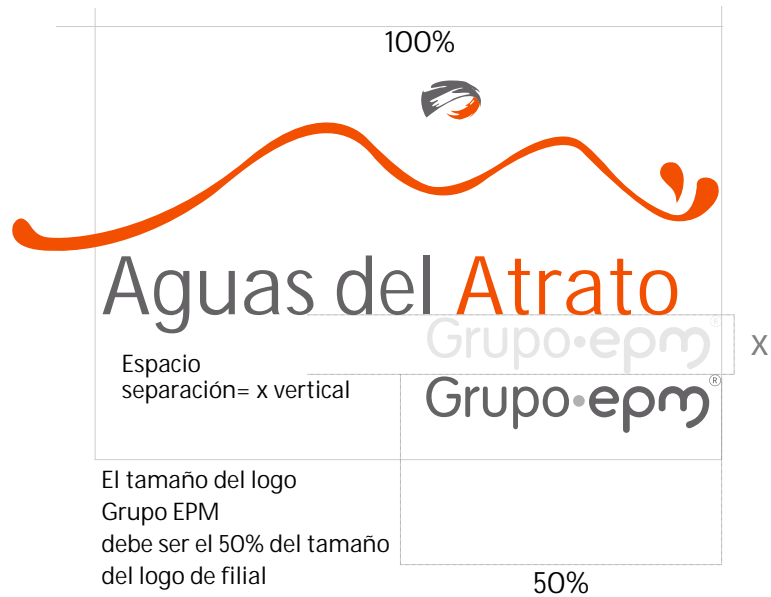 100%
Aguas del Atrato
Grupo•epm®
x
Espacio
separación= x vertical
Grupo•epm®
El tamaño del logo
Grupo EPM
debe ser el 50% del tamaño
del logo de filial
50%